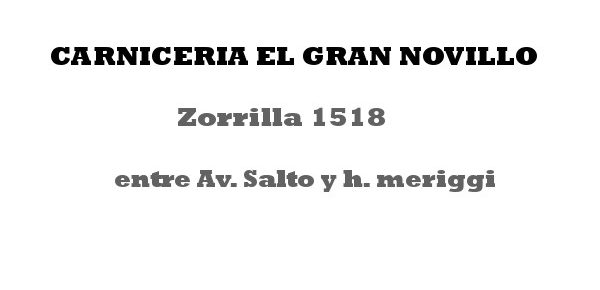 CARNICERIA EL GRAN NOVILLO
Zorrilla 1518
entre Av. Salto y h. meriggi